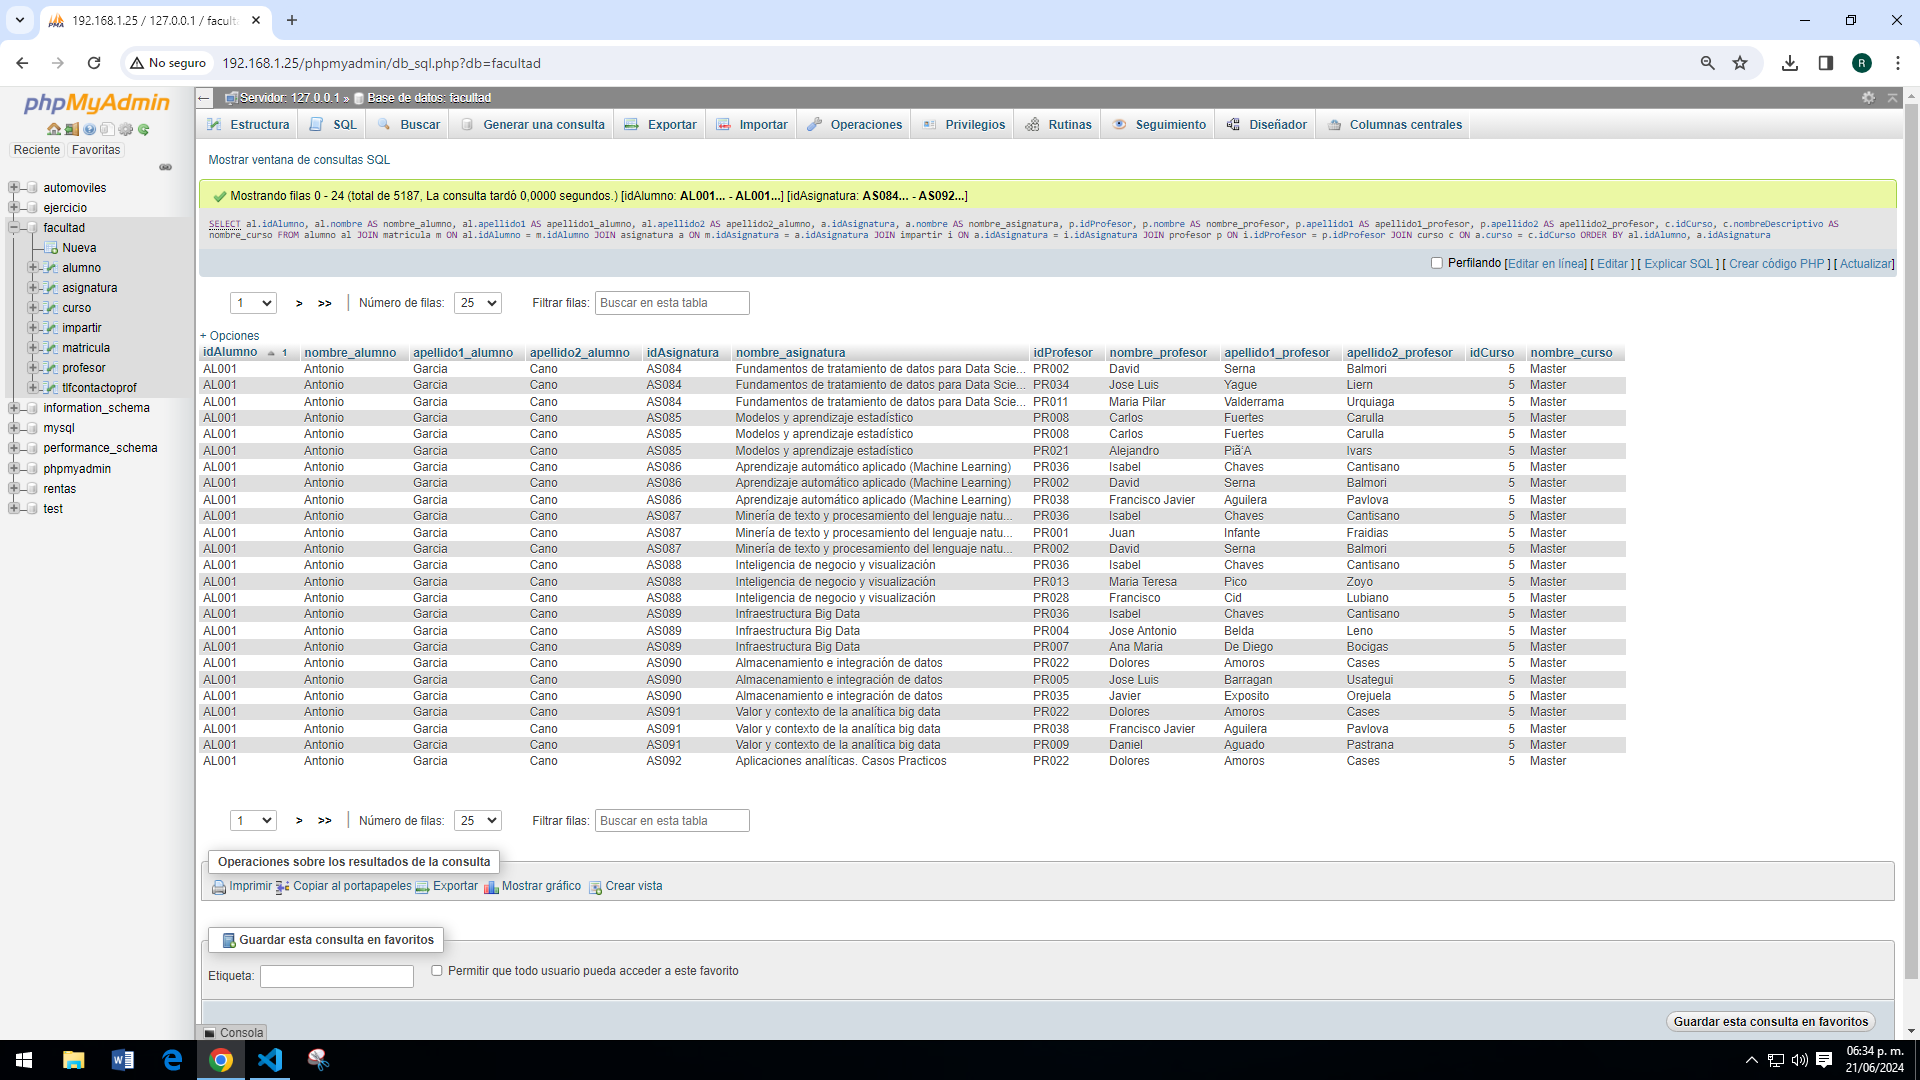 192.168.1.25 / 127.0.0.1 / facult
No seguro
192.168.1.25/phpmyadmin/db_sql.php?db=facultad
R
phpMyAdmin
Reciente Favoritas
automoviles
ejercicio
facultad
Nueva
alumno
asignatura
curso
impartir
matricula
profesor
tlfcontactoprof
information_schema
mysql
performance_schema
phpmyadmin
rentas
test
Servidor: 127.0.0.1 » Base de datos: facultad
Estructura SQL Buscar Generar una consulta Exportar Importar Operaciones Privilegios Rutinas Seguimiento Diseñador Columnas centrales
Mostrar ventana de consultas SQL
Mostrando filas 0 - 24 (total de 5187, La consulta tardó 0,0000 segundos.) [idAlumno: AL001... - AL001...] [idAsignatura: AS084... - AS092...]
SELECT al.idAlumno, al.nombre AS nombre_alumno, al.apellido1 AS apellido1_alumno, al.apellido2 AS apellido2_alumno, a.idAsignatura, a.nombre AS nombre_asignatura, p.idProfesor, p.nombre AS nombre_profesor, p.apellido1 AS apellido1_profesor, p.apellido2 AS apellido2_profesor, c.idCurso, c.nombreDescriptivo AS
nombre_curso FROM alumno al JOIN matricula m ON al.idAlumno = m.idAlumno JOIN asignatura a ON m.idAsignatura = a.idAsignatura JOIN impartir i ON a.idAsignatura = i.idAsignatura JOIN profesor p ON i.idProfesor = p.idProfesor JOIN curso c ON a.curso = c.idCurso ORDER BY al.idAlumno, a.idAsignatura
Perfilando [Editar en línea] [ Editar ] [ Explicar SQL ] [ Crear código PHP ] [ Actualizar]
1 > >> | Número de filas: 25 Filtrar filas: Buscar en esta tabla
+ Opciones
idAlumno 1 nombre_alumno apellido1_alumno apellido2_alumno idAsignatura nombre_asignatura idProfesor nombre_profesor apellido1_profesor apellido2_profesor idCurso nombre_curso
AL001 Antonio Garcia Cano AS084 Fundamentos de tratamiento de datos para Data Scie... PR002 David Serna Balmori 5 Master
AL001 Antonio Garcia Cano AS084 Fundamentos de tratamiento de datos para Data Scie... PR034 Jose Luis Yague Liern 5 Master
AL001 Antonio Garcia Cano AS084 Fundamentos de tratamiento de datos para Data Scie... PR011 Maria Pilar Valderrama Urquiaga 5 Master
AL001 Antonio Garcia Cano AS085 Modelos y aprendizaje estadístico PR008 Carlos Fuertes Carulla 5 Master
AL001 Antonio Garcia Cano AS085 Modelos y aprendizaje estadístico PR008 Carlos Fuertes Carulla 5 Master
AL001 Antonio Garcia Cano AS085 Modelos y aprendizaje estadístico PR021 Alejandro Piã'A Ivars 5 Master
AL001 Antonio Garcia Cano AS086 Aprendizaje automático aplicado (Machine Learning) PR036 Isabel Chaves Cantisano 5 Master
AL001 Antonio Garcia Cano AS086 Aprendizaje automático aplicado (Machine Learning) PR002 David Serna Balmori 5 Master
AL001 Antonio Garcia Cano AS086 Aprendizaje automático aplicado (Machine Learning) PR038 Francisco Javier Aguilera Pavlova 5 Master
AL001 Antonio Garcia Cano AS087 Minería de texto y procesamiento del lenguaje natu... PR036 Isabel Chaves Cantisano 5 Master
AL001 Antonio Garcia Cano AS087 Minería de texto y procesamiento del lenguaje natu... PR001 Juan Infante Fraidias 5 Master
AL001 Antonio Garcia Cano AS087 Minería de texto y procesamiento del lenguaje natu... PR002 David Serna Balmori 5 Master
AL001 Antonio Garcia Cano AS088 Inteligencia de negocio y visualización PR036 Isabel Chaves Cantisano 5 Master
AL001 Antonio Garcia Cano AS088 Inteligencia de negocio y visualización PR013 Maria Teresa Pico Zoyo 5 Master
AL001 Antonio Garcia Cano AS088 Inteligencia de negocio y visualización PR028 Francisco Cid Lubiano 5 Master
AL001 Antonio Garcia Cano AS089 Infraestructura Big Data PR036 Isabel Chaves Cantisano 5 Master
AL001 Antonio Garcia Cano AS089 Infraestructura Big Data PR004 Jose Antonio Belda Leno 5 Master
AL001 Antonio Garcia Cano AS089 Infraestructura Big Data PR007 Ana Maria De Diego Bocigas 5 Master
AL001 Antonio Garcia Cano AS090 Almacenamiento e integración de datos PR022 Dolores Amoros Cases 5 Master
AL001 Antonio Garcia Cano AS090 Almacenamiento e integración de datos PR005 Jose Luis Barragan Usategui 5 Master
AL001 Antonio Garcia Cano AS090 Almacenamiento e integración de datos PR035 Javier Exposito Orejuela 5 Master
AL001 Antonio Garcia Cano AS091 Valor y contexto de la analítica big data PR022 Dolores Amoros Cases 5 Master
AL001 Antonio Garcia Cano AS091 Valor y contexto de la analítica big data PR038 Francisco Javier Aguilera Pavlova 5 Master
AL001 Antonio Garcia Cano AS091 Valor y contexto de la analítica big data PR009 Daniel Aguado Pastrana 5 Master
AL001 Antonio Garcia Cano AS092 Aplicaciones analíticas. Casos Practicos PR022 Dolores Amoros Cases 5 Master
1 > >> | Número de filas: 25 Filtrar filas: Buscar en esta tabla
Operaciones sobre los resultados de la consulta
Imprimir Copiar al portapapeles Exportar Mostrar gráfico Crear vista
Guardar esta consulta en favoritos
Etiqueta: Permitir que todo usuario pueda acceder a este favorito
Guardar esta consulta en favoritos
Consola
06:34 p. m.
21/06/2024